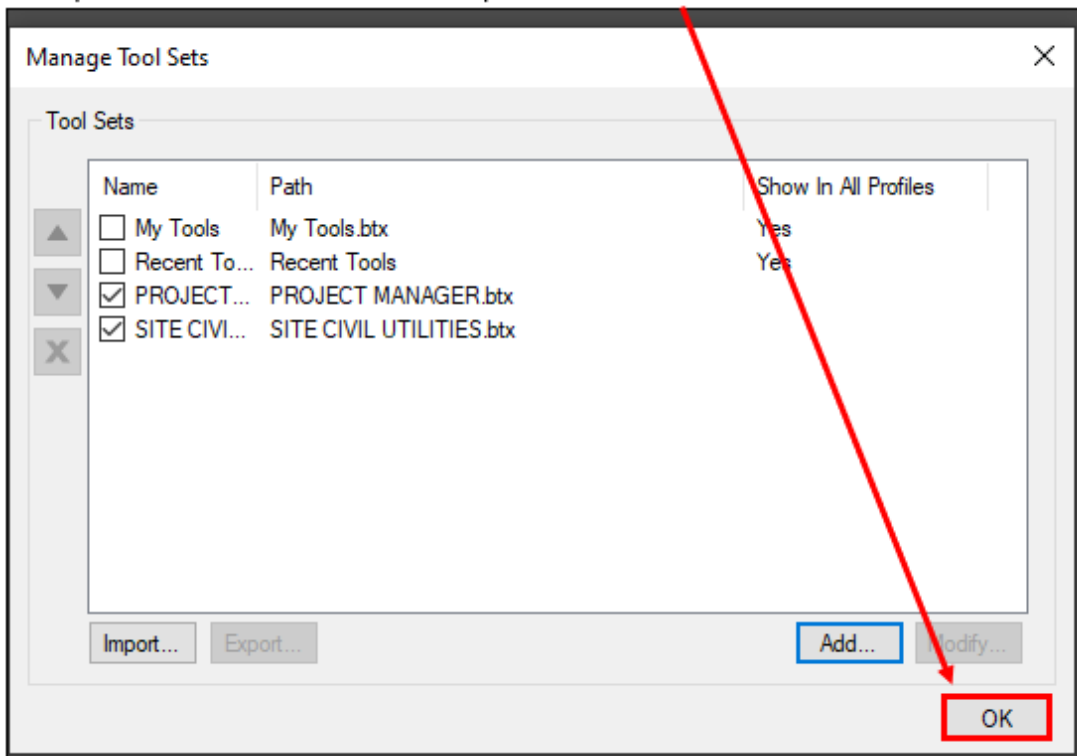 Manage Tool Sets
Tool Sets
Name Path Show In All Profiles
My Tools My Tools.btx Yes
Recent To... Recent Tools Yes
PROJECT... PROJECT MANAGER.btx
SITE CIVI... SITE CIVIL UTILITIES.btx
Import... Export... Add... Modify...
OK